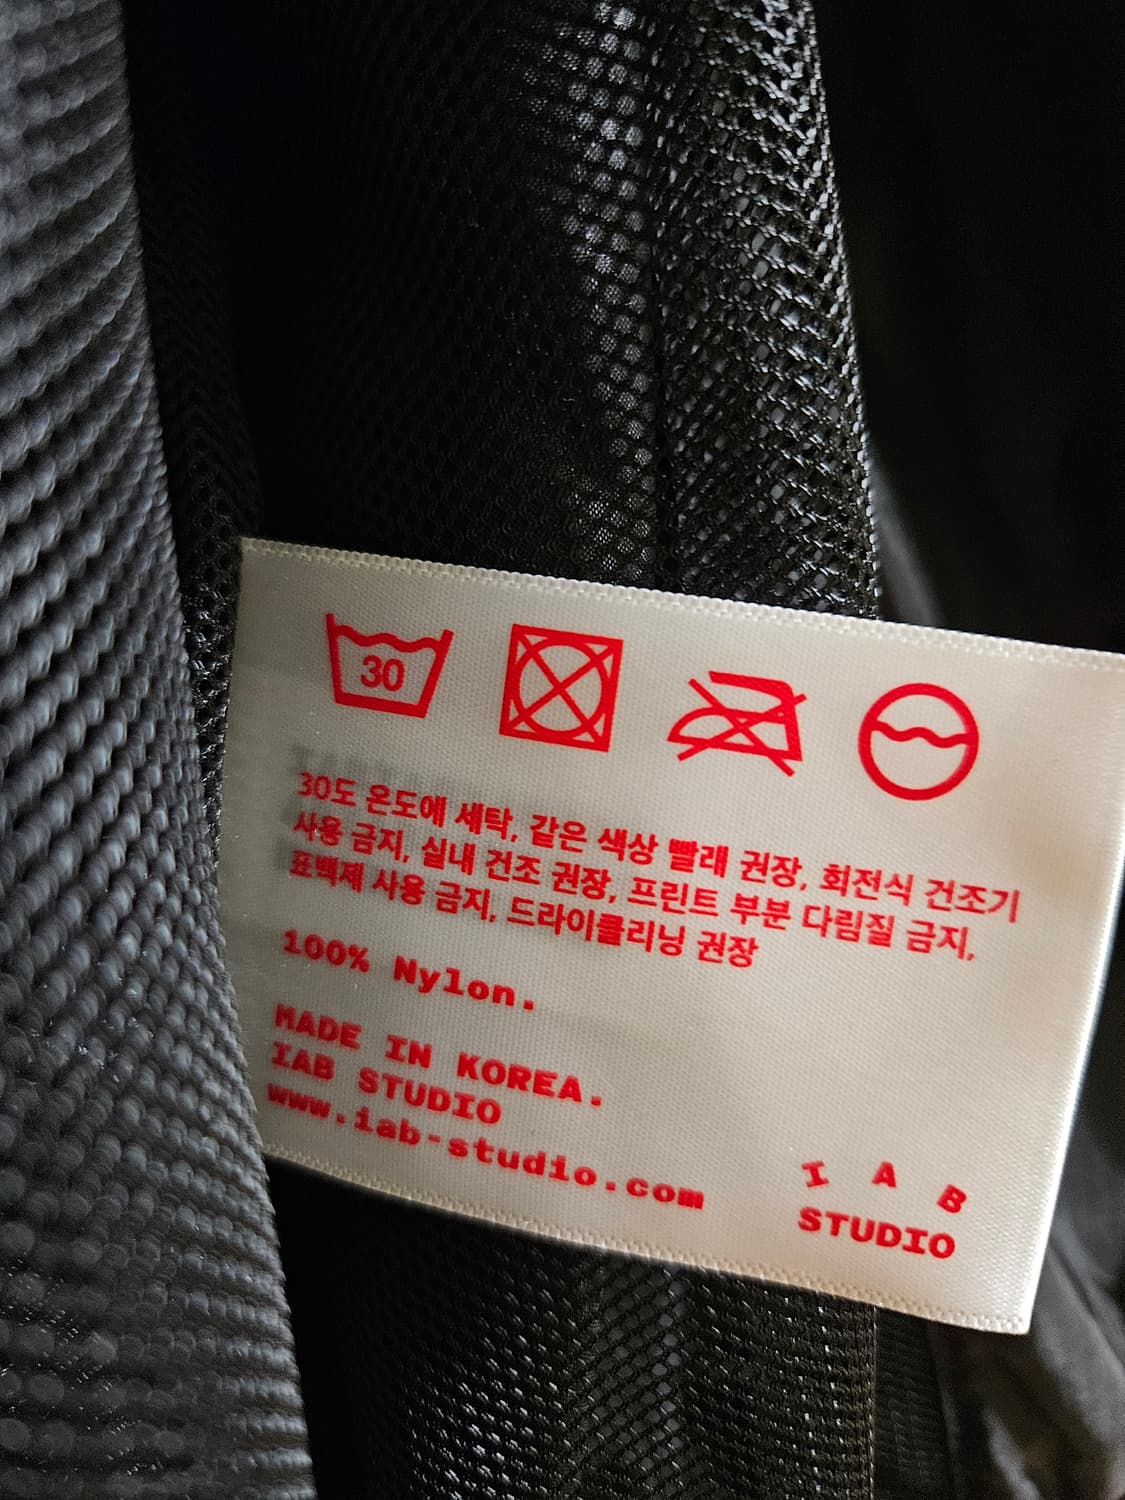 30
30도 온도에 세탁, 같은 색상 빨래 권장, 회전식 건조기
사용 금지, 실내 건조 권장, 프린트 부분 다림질 금지,
표백제 사용 금지, 드라이클리닝 권장
100% Nylon.
MADE IN KOREA.
IAB STUDIO
www.iab-studio.com
I A B
STUDIO